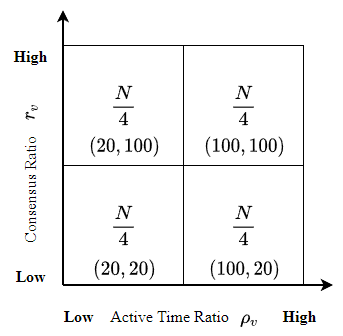 High
Consensus Ratio r_v
N/4 N/4
(20, 100) (100, 100)
N/4 N/4
(20, 20) (100, 20)
Low
Low Active Time Ratio ρ_v High